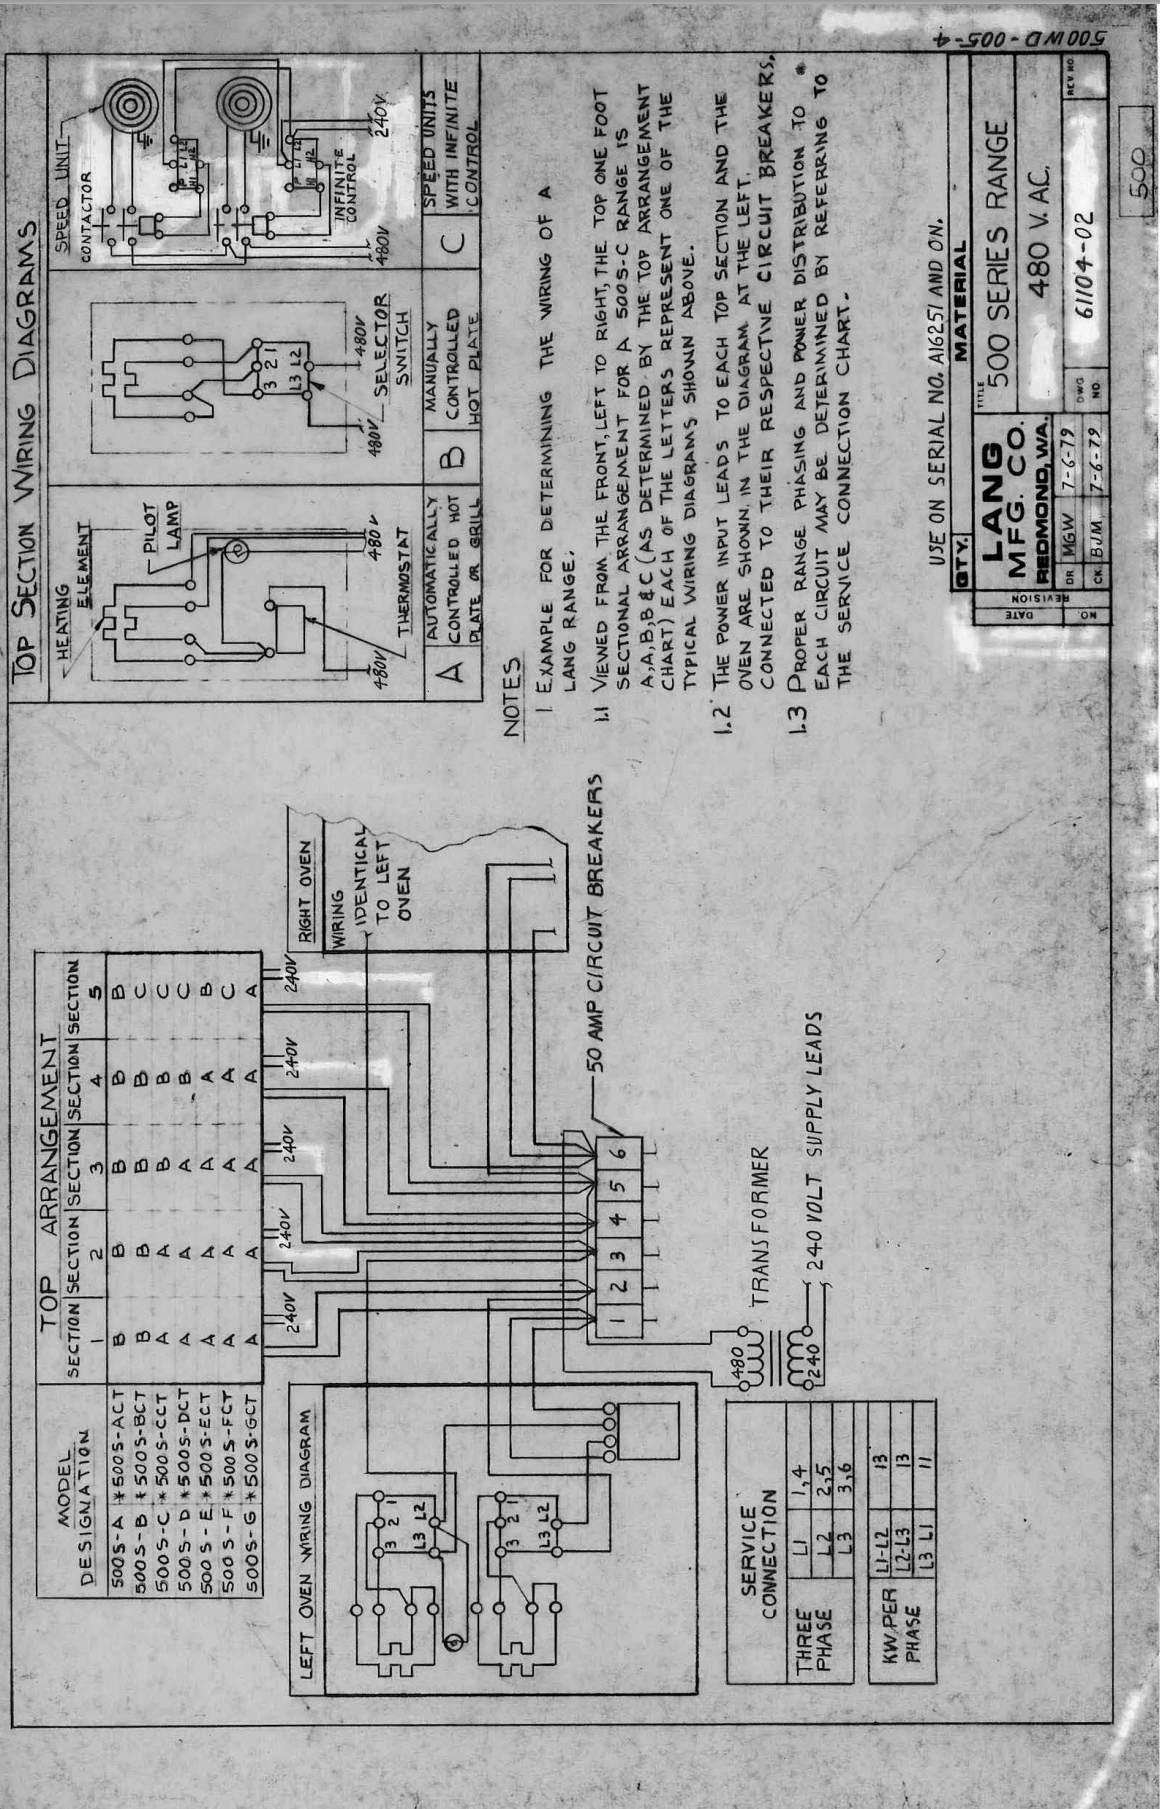 TOP SECTION WIRING DIAGRAMS
HEATING
ELEMENT
PILOT
LAMP
480V
480V
THERMOSTAT
A
AUTOMATICALLY
CONTROLLED HOT
PLATE OR GRILL
3 2 1
L3 L2
480V
480V
SELECTOR
SWITCH
B
MANUALLY
CONTROLLED
HOT PLATE
SPEED UNIT
CONTACTOR
P L1 L2
H1 H2
P L1 L2
H1 H2
INFINITE
CONTROL
480V
240V
C
SPEED UNITS
WITH INFINITE
CONTROL
NOTES
1 EXAMPLE FOR DETERMINING THE WIRING OF A
LANG RANGE.
1.1 VIEWED FROM THE FRONT, LEFT TO RIGHT, THE TOP ONE FOOT
SECTIONAL ARRANGEMENT FOR A 500S-C RANGE IS
A,A,B,B & C (AS DETERMINED BY THE TOP ARRANGEMENT
CHART) EACH OF THE LETTERS REPRESENT ONE OF THE
TYPICAL WIRING DIAGRAMS SHOWN ABOVE.
1.2 THE POWER INPUT LEADS TO EACH TOP SECTION AND THE
OVEN ARE SHOWN IN THE DIAGRAM AT THE LEFT.
CONNECTED TO THEIR RESPECTIVE CIRCUIT BREAKERS.
1.3 PROPER RANGE PHASING AND POWER DISTRIBUTION TO *
EACH CIRCUIT MAY BE DETERMINED BY REFERRING TO
THE SERVICE CONNECTION CHART.
MODEL
DESIGNATION
TOP ARRANGEMENT
SECTION 1 SECTION 2 SECTION 3 SECTION 4 SECTION 5
500S-A *500S-ACT B B B B B
500S-B *500S-BCT B B B B C
500S-C *500S-CCT A A B B C
500S-D *500S-DCT A A A B C
500S-E *500S-ECT A A A A B
500S-F *500S-FCT A A A A C
500S-G *500S-GCT A A A A A
240V 240V 240V 240V 240V
LEFT OVEN WIRING DIAGRAM
3 2 1
L3 L2
3 2 1
L3 L2
RIGHT OVEN
WIRING
IDENTICAL
TO LEFT
OVEN
1 2 3 4 5 6
50 AMP CIRCUIT BREAKERS
480
240
TRANSFORMER
240 VOLT SUPPLY LEADS
SERVICE
CONNECTION
THREE
PHASE
L1 1,4
L2 2,5
L3 3,6
KW.PER
PHASE
L1-L2 13
L2-L3 13
L3 L1 11
USE ON SERIAL NO. A16251 AND ON.
QTY. MATERIAL
NO. REVISION DATE
LANG
MFG. CO.
REDMOND, WA.
TITLE
500 SERIES RANGE
480 V. AC.
DR. MGW 7-6-79
CK. BJM 7-6-79
DWG
NO.
61104-02
REV. NO.
500WD-005-4
500